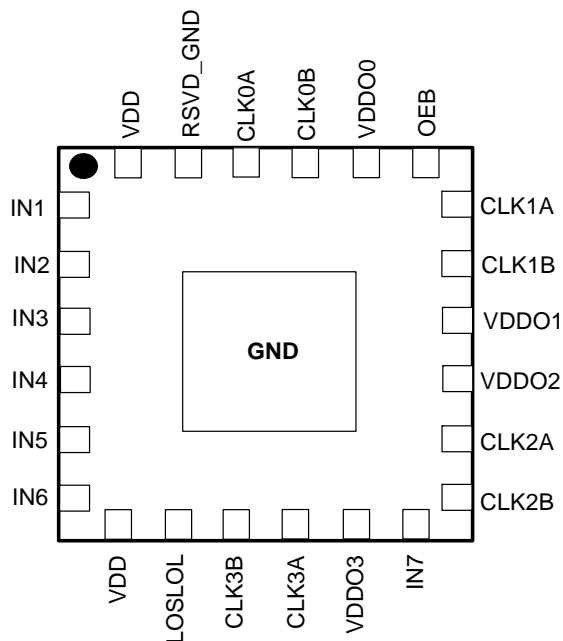 VDD
RSVD_GND
CLK0A
CLK0B
VDDO0
OEB
IN1
IN2
IN3
IN4
IN5
IN6
GND
CLK1A
CLK1B
VDDO1
VDDO2
CLK2A
CLK2B
VDD
LOSLOL
CLK3B
CLK3A
VDDO3
IN7